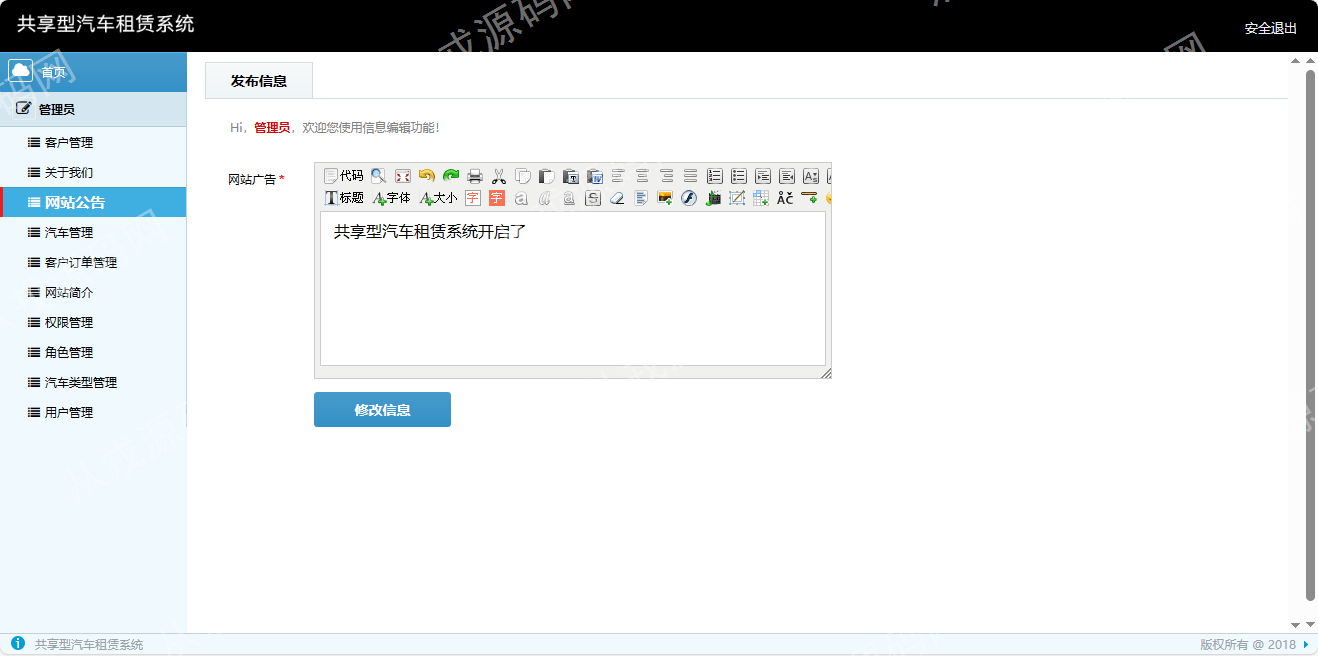 共享型汽车租赁系统
安全退出
首页
管理员
客户管理
关于我们
网站公告
汽车管理
客户订单管理
网站简介
权限管理
角色管理
汽车类型管理
用户管理
发布信息
Hi，管理员，欢迎您使用信息编辑功能！
网站广告 *
代码
标题 字体 大小 字 字
共享型汽车租赁系统开启了
修改信息
共享型汽车租赁系统
版权所有 @ 2018
从戎源码网